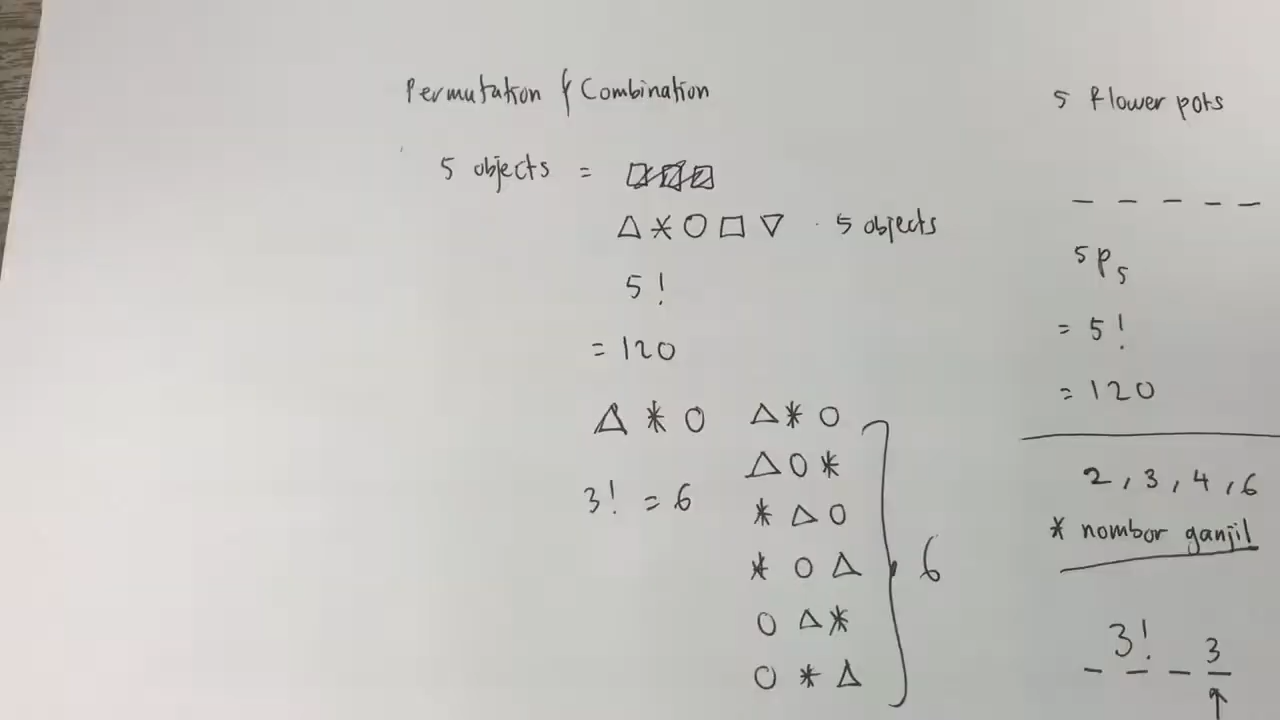 Permutation & Combination
5 objects =
△ * ○ □ ▽ . 5 objects
5!
= 120
△ * ○
3! = 6
△ * ○
△ ○ *
* △ ○
* ○ △
○ △ *
○ * △
6
5 Flower pots
_ _ _ _ _
5P5
= 5!
= 120
2, 3, 4, 6
* nombor ganjil
3! 3
_ _ _ _
↑